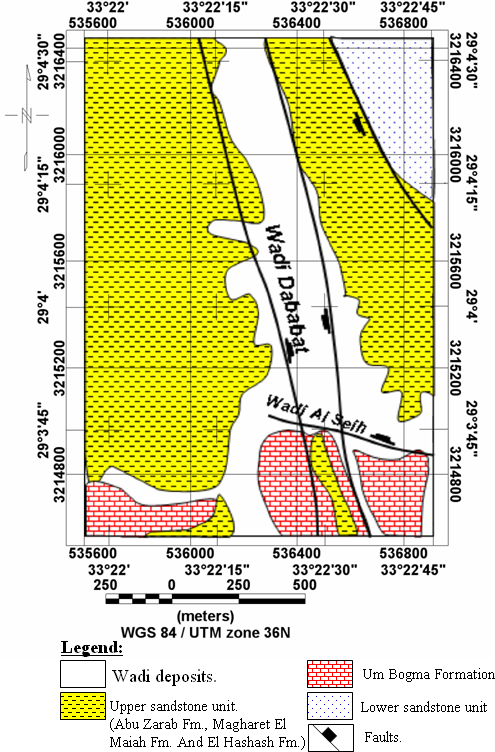 33°22' 33°22'15'' 33°22'30'' 33°22'45''
535600 536000 536400 536800
29°4'30'' 3216400 3216400 29°4'30''
3216000 3216000
29°4'15'' 29°4'15''
3215600 3215600
29°4' 29°4'
3215200 3215200
29°3'45'' 29°3'45''
3214800 3214800
N
Wadi Dababat
Wadi Al Seih
535600 536000 536400 536800
33°22' 33°22'15'' 33°22'30'' 33°22'45''
250 0 250 500
(meters)
WGS 84 / UTM zone 36N
Legend:
Wadi deposits.
Um Bogma Formation
Upper sandstone unit.
(Abu Zarab Fm., Magharet El
Maiah Fm. And El Hashash Fm.)
Lower sandstone unit
Faults.